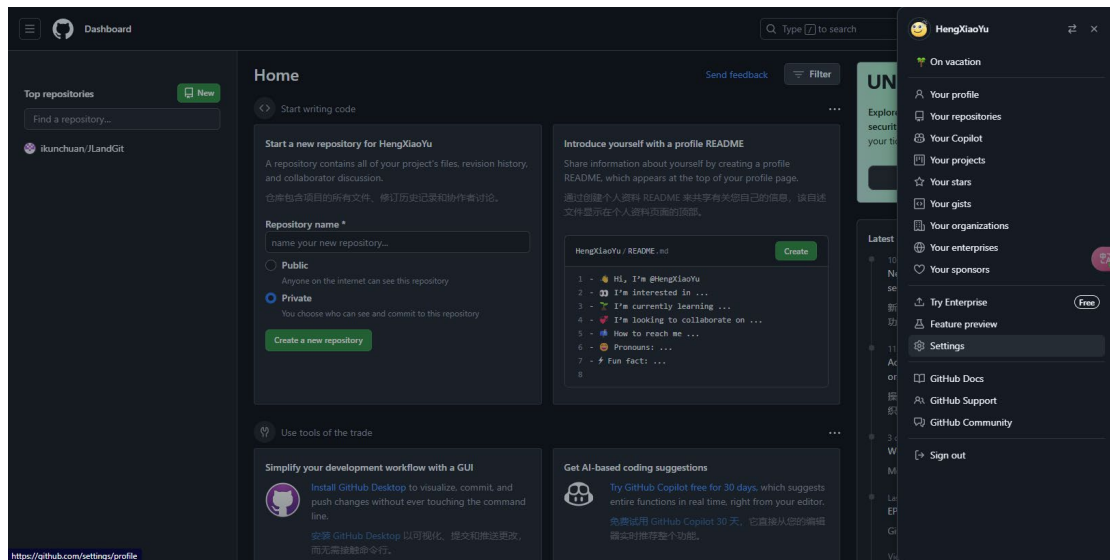 Dashboard
Type / to search
Top repositories
New
Find a repository...
ikunchuan/JLandGit
Home
Send feedback
Filter
Start writing code
Start a new repository for HengXiaoYu
A repository contains all of your project's files, revision history,
and collaborator discussion.
仓库包含项目的所有文件、修订历史记录和协作者讨论。
Repository name *
name your new repository...
Public
Anyone on the internet can see this repository
Private
You choose who can see and commit to this repository
Create a new repository
Introduce yourself with a profile README
Share information about yourself by creating a profile
README, which appears at the top of your profile page.
通过创建个人资料 README 来共享有关您自己的信息，该自述
文件显示在个人资料页面的顶部。
HengXiaoYu / README.md
Create
1 - 👋 Hi, I'm @HengXiaoYu
2 - 👀 I'm interested in ...
3 - 🌱 I'm currently learning ...
4 - 💞️ I'm looking to collaborate on ...
5 - 📫 How to reach me ...
6 - 😄 Pronouns: ...
7 - ⚡ Fun fact: ...
8
Use tools of the trade
Simplify your development workflow with a GUI
Install GitHub Desktop to visualize, commit, and
push changes without ever touching the command
line.
安装 GitHub Desktop 以可视化、提交和推送更改，
而无需接触命令行。
Get AI-based coding suggestions
Try GitHub Copilot free for 30 days, which suggests
entire functions in real time, right from your editor.
免费试用 GitHub Copilot 30 天，它直接从您的编辑
器实时推荐整个功能。
UN
Explore
securit
your tic
Latest
HengXiaoYu
On vacation
Your profile
Your repositories
Your Copilot
Your projects
Your stars
Your gists
Your organizations
Your enterprises
Your sponsors
Try Enterprise
Free
Feature preview
Settings
GitHub Docs
GitHub Support
GitHub Community
Sign out
https://github.com/settings/profile